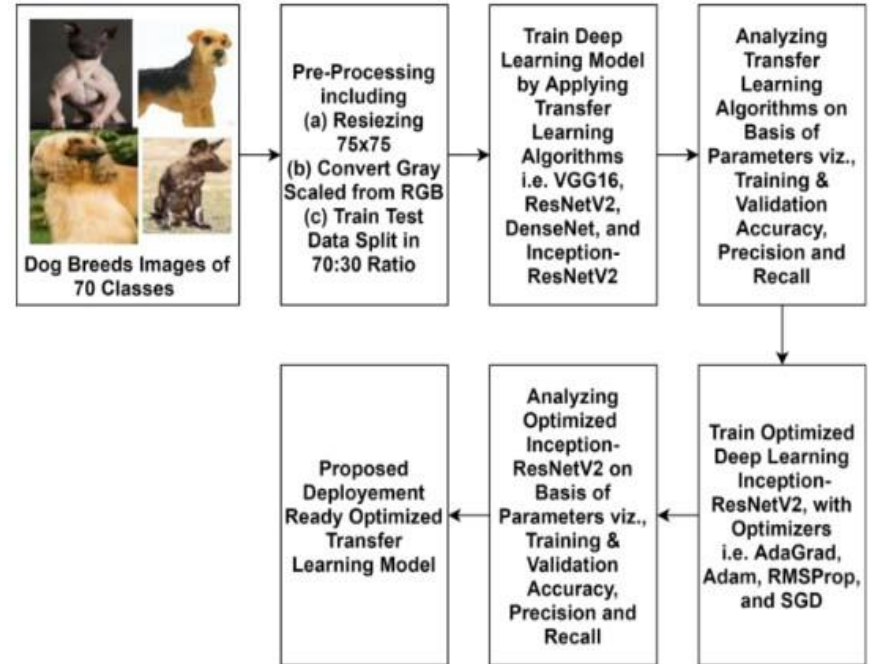 Dog Breeds Images of
70 Classes
Pre-Processing
including
(a) Resiezing
75x75
(b) Convert Gray
Scaled from RGB
(c) Train Test
Data Split in
70:30 Ratio
Train Deep
Learning Model
by Applying
Transfer
Learning
Algorithms
i.e. VGG16,
ResNetV2,
DenseNet, and
Inception-
ResNetV2
Analyzing
Transfer
Learning
Algorithms on
Basis of
Parameters viz.,
Training &
Validation
Accuracy,
Precision and
Recall
Train Optimized
Deep Learning
Inception-
ResNetV2, with
Optimizers
i.e. AdaGrad,
Adam, RMSProp,
and SGD
Analyzing
Optimized
Inception-
ResNetV2 on
Basis of
Parameters viz.,
Training &
Validation
Accuracy,
Precision and
Recall
Proposed
Deployement
Ready Optimized
Transfer
Learning Model